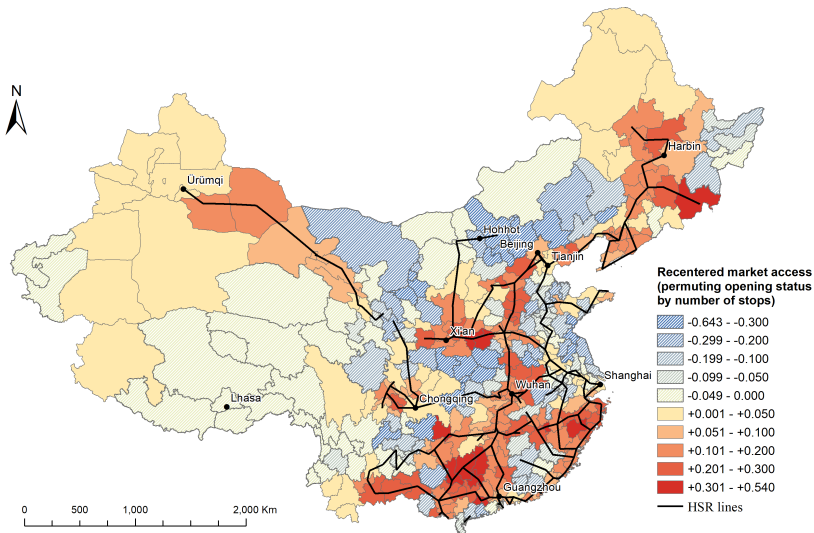 N
Harbin
Ürümqi
Hohhot
Beijing
Tianjin
Xi'an
Shanghai
Wuhan
Chongqing
Lhasa
Guangzhou
Recentered market access
(permuting opening status
by number of stops)
-0.643 - -0.300
-0.299 - -0.200
-0.199 - -0.100
-0.099 - -0.050
-0.049 - 0.000
+0.001 - +0.050
+0.051 - +0.100
+0.101 - +0.200
+0.201 - +0.300
+0.301 - +0.540
HSR lines
0 500 1,000 2,000 Km